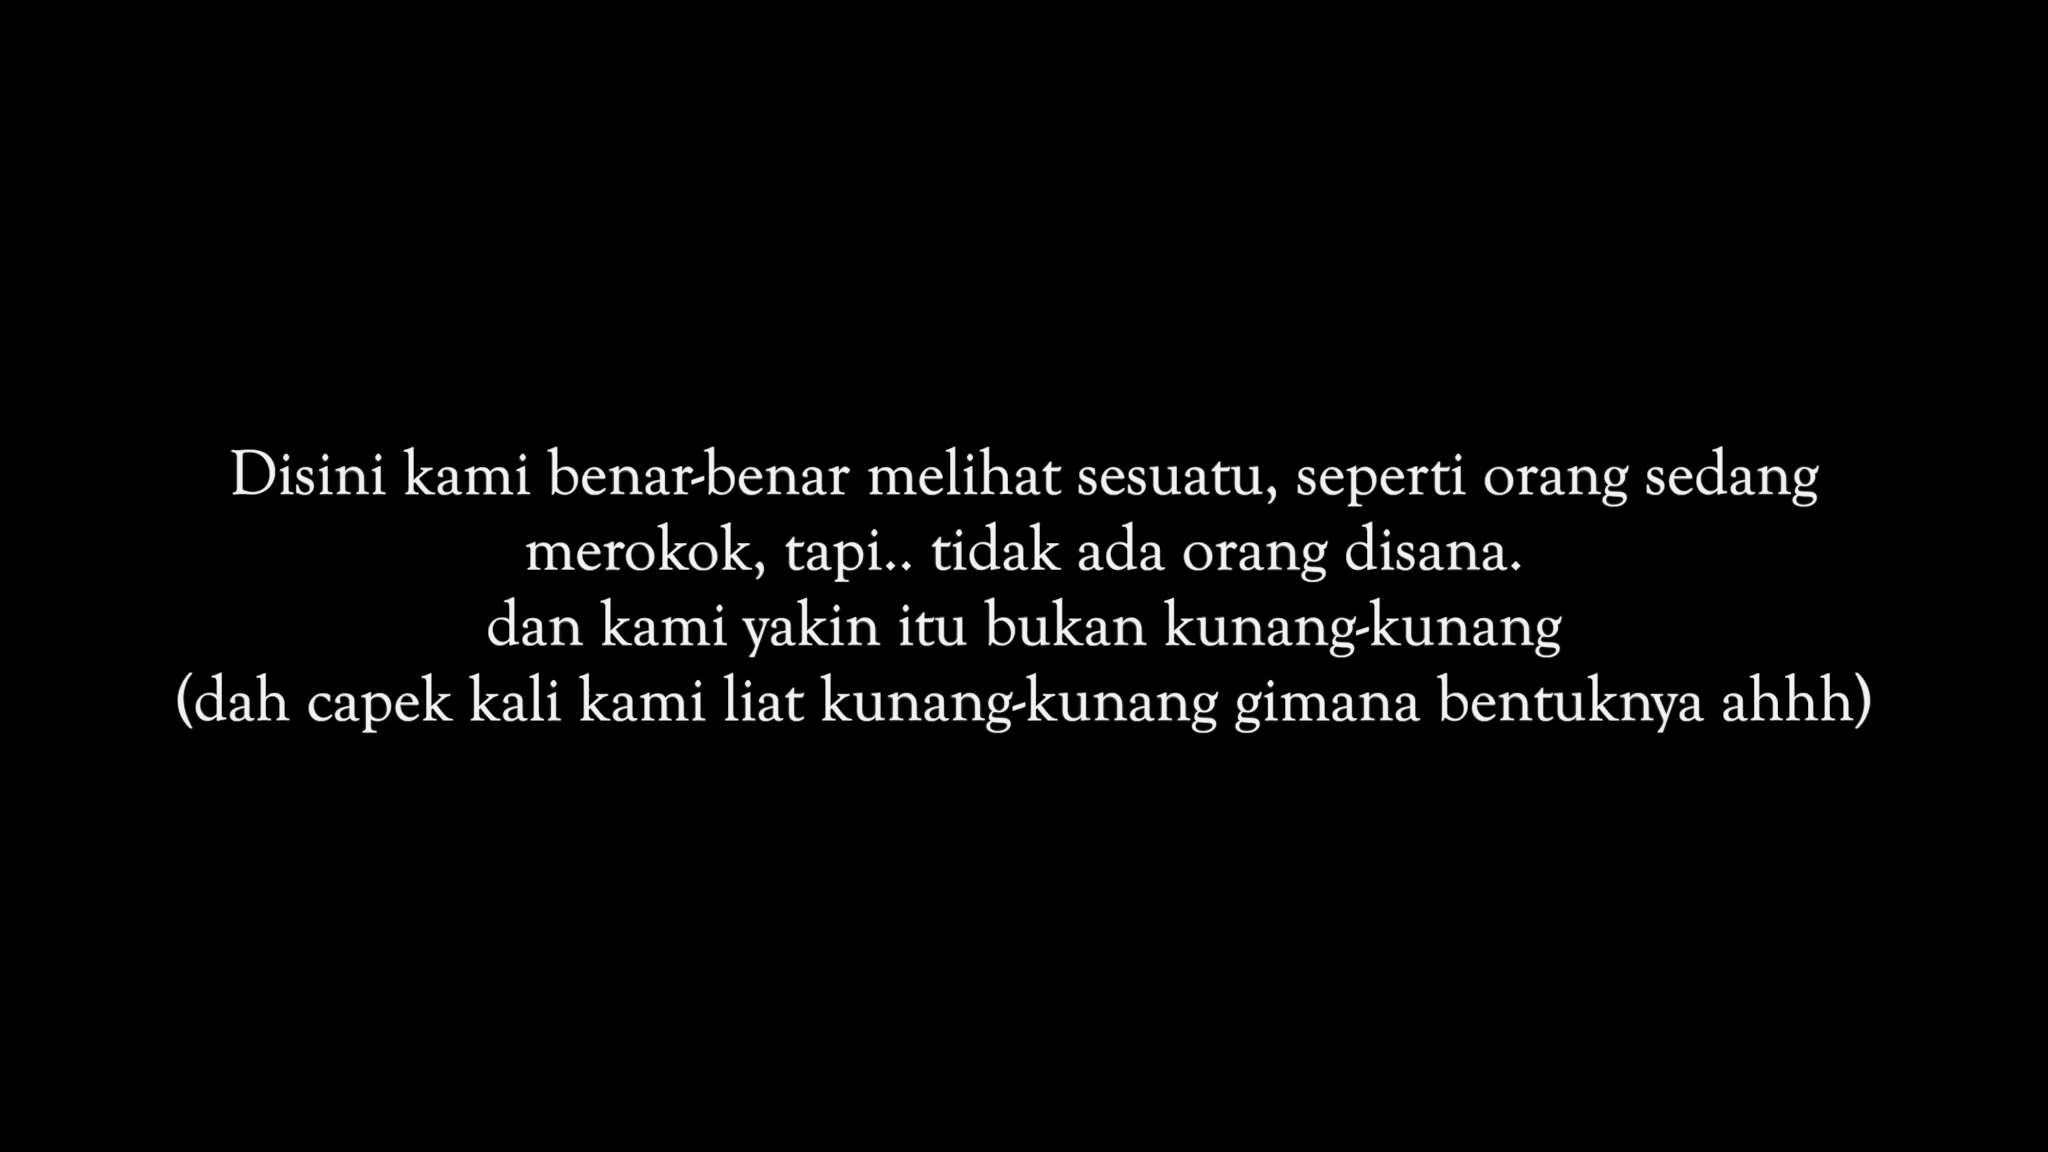 Disini kami benar-benar melihat sesuatu, seperti orang sedang
merokok, tapi.. tidak ada orang disana.
dan kami yakin itu bukan kunang-kunang
(dah capek kali kami liat kunang-kunang gimana bentuknya ahhh)